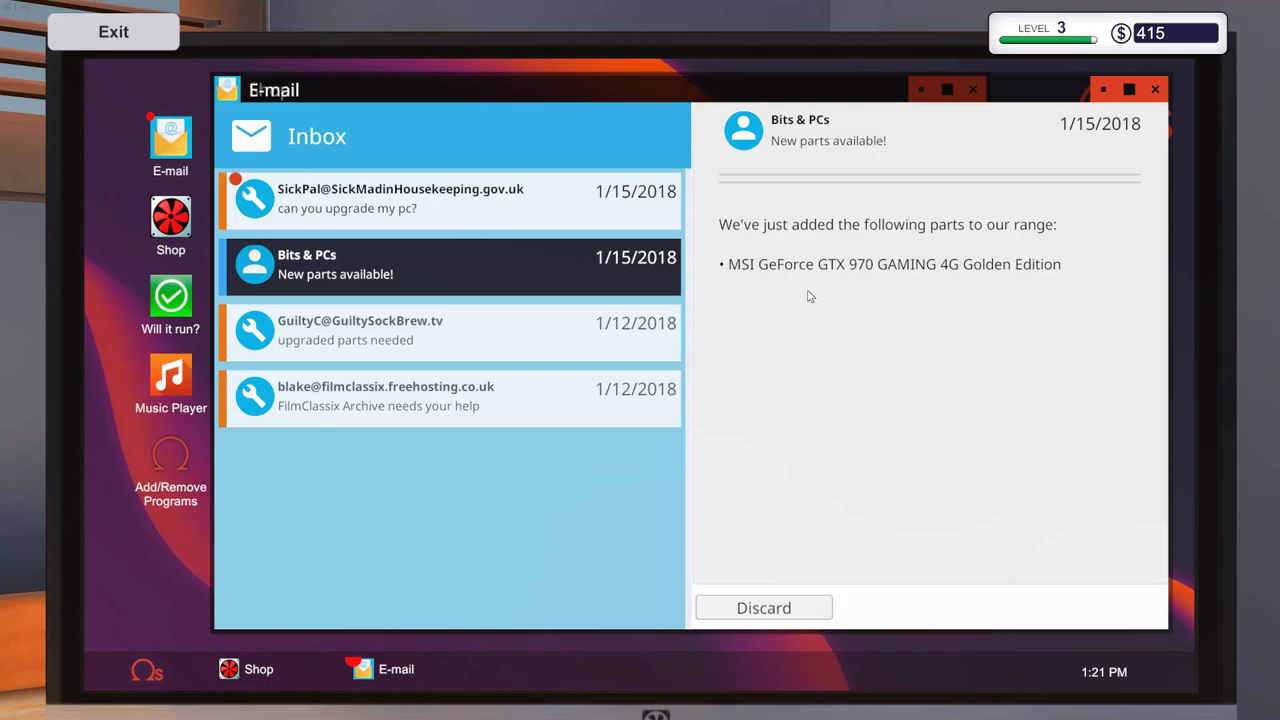 Exit
LEVEL 3
$ 415
E-mail
E-mail
Shop
Will it run?
Music Player
Add/Remove
Programs
Inbox
SickPal@SickMadinHousekeeping.gov.uk
1/15/2018
can you upgrade my pc?
Bits & PCs
1/15/2018
New parts available!
GuiltyC@GuiltySockBrew.tv
1/12/2018
upgraded parts needed
blake@filmclassix.freehosting.co.uk
1/12/2018
FilmClassix Archive needs your help
Bits & PCs
1/15/2018
New parts available!
We've just added the following parts to our range:
• MSI GeForce GTX 970 GAMING 4G Golden Edition
Discard
Ωs
Shop
E-mail
1:21 PM